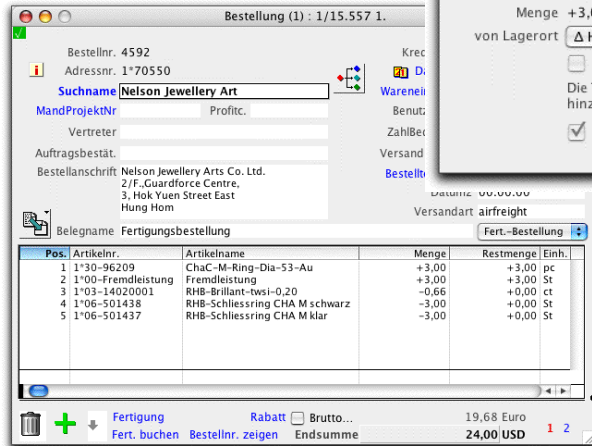 Bestellung (1) : 1/15.557 1.
Menge +3,0
von Lagerort Δ H
Die
hinz
Bestellnr. 4592
Adressnr. 1*70550
Suchname Nelson Jewellery Art
MandProjektNr Profitc.
Benutz
Vertreter
ZahlBed
Auftragsbestät.
Versand
Bestellanschrift Nelson Jewellery Arts Co. Ltd.
2/F.,Guardforce Centre,
3, Hok Yuen Street East
Hung Hom
Versandart airfreight
Belegname Fertigungsbestellung Fert.-Bestellung
Pos. Artikelnr. Artikelname Menge Restmenge Einh.
1 1*30-96209 ChaC-M-Ring-Dia-53-Au +3,00 +3,00 pc
2 1*00-Fremdleistung Fremdleistung +3,00 +3,00 St
3 1*03-14020001 RHB-Brillant-twsi-0,20 -0,66 +0,00 ct
4 1*06-501438 RHB-Schliessring CHA M schwarz -3,00 +0,00 St
5 1*06-501437 RHB-Schliessring CHA M klar -3,00 +0,00 St
Fertigung Rabatt Brutto... 19,68 Euro
Fert. buchen Bestellnr. zeigen Endsumme 24,00 USD 1 2